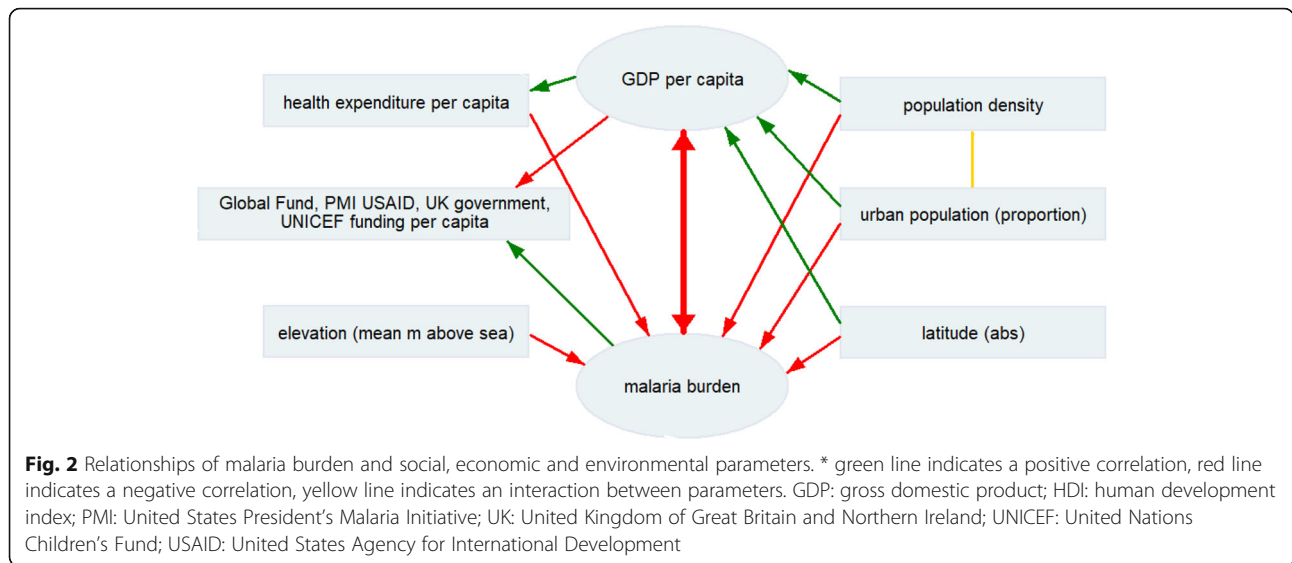 GDP per capita
health expenditure per capita
population density
Global Fund, PMI USAID, UK government,
UNICEF funding per capita
urban population (proportion)
elevation (mean m above sea)
latitude (abs)
malaria burden
Fig. 2 Relationships of malaria burden and social, economic and environmental parameters. * green line indicates a positive correlation, red line
indicates a negative correlation, yellow line indicates an interaction between parameters. GDP: gross domestic product; HDI: human development
index; PMI: United States President's Malaria Initiative; UK: United Kingdom of Great Britain and Northern Ireland; UNICEF: United Nations
Children's Fund; USAID: United States Agency for International Development